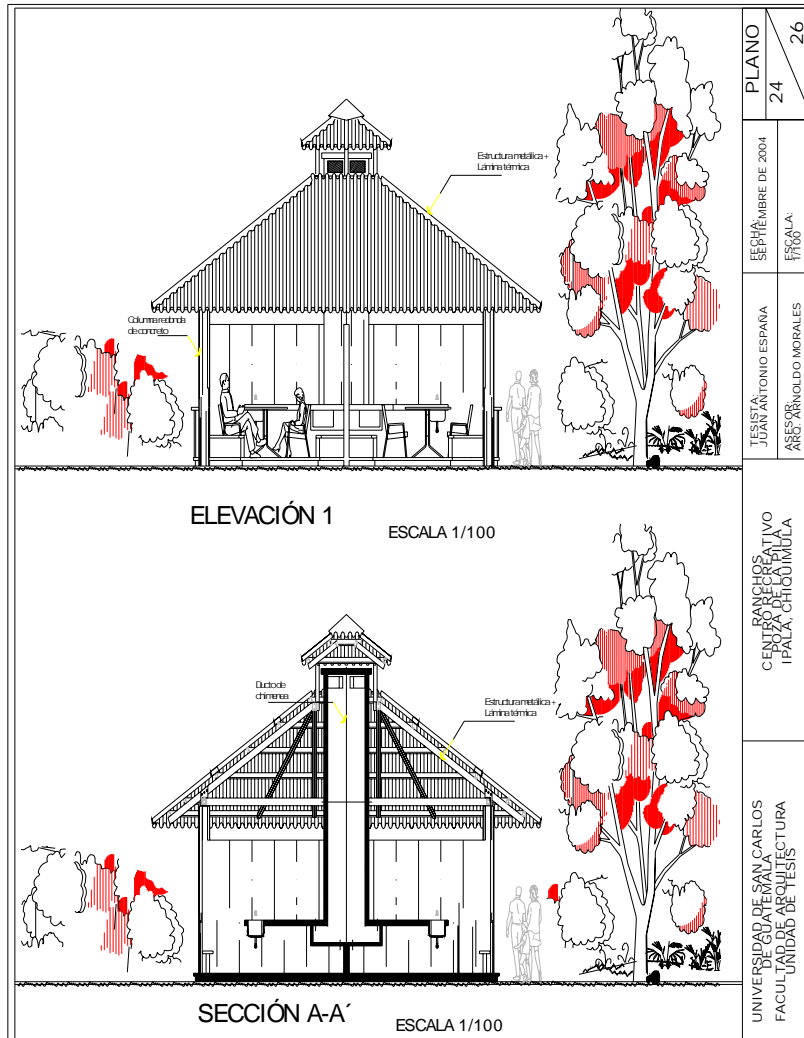 Estructura metálica +
Lámina térmica
Columna redonda
de concreto
ELEVACIÓN 1
ESCALA 1/100
Ducto de
chimenea
Estructura metálica +
Lámina térmica
SECCIÓN A-A´
ESCALA 1/100
PLANO
24
26
FECHA:
SEPTIEMBRE DE 2004
ESCALA:
1/100
TESISTA:
JUAN ANTONIO ESPAÑA
ASESOR:
ARQ. ARNOLDO MORALES
RANCHOS
CENTRO RECREATIVO
POZA DE LA PILA
IPALA, CHIQUIMULA
UNIVERSIDAD DE SAN CARLOS
DE GUATEMALA
FACULTAD DE ARQUITECTURA
UNIDAD DE TESIS